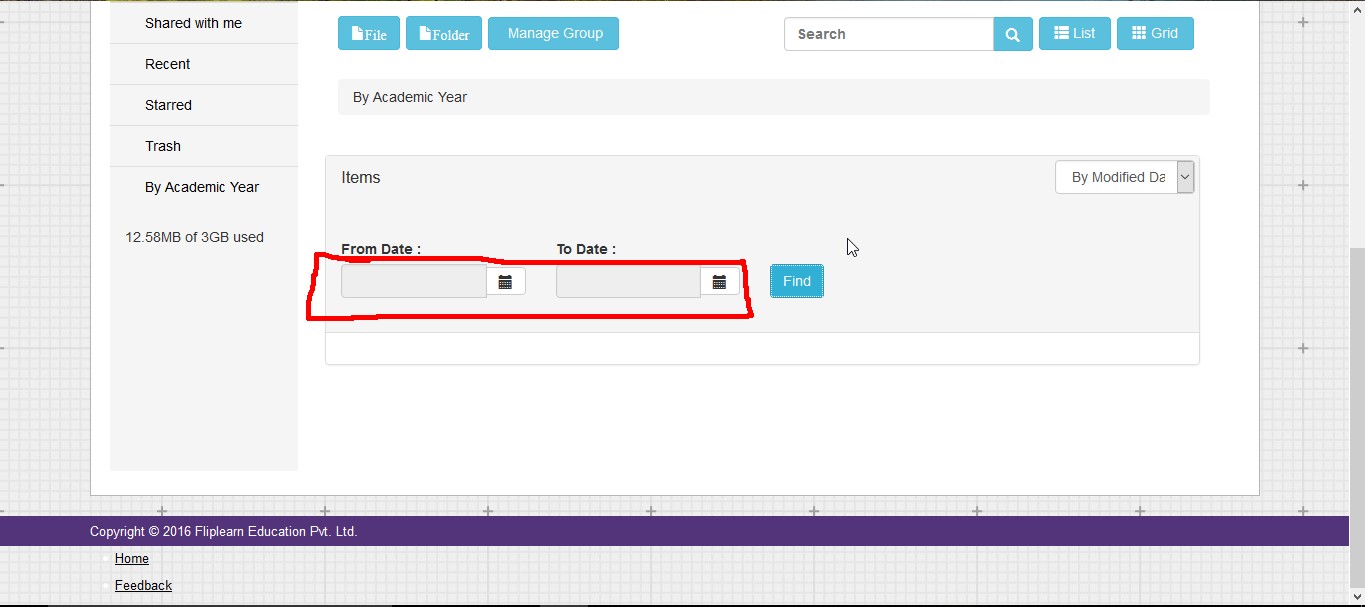 Shared with me
Recent
Starred
Trash
By Academic Year
12.58MB of 3GB used
File Folder Manage Group Search List Grid
By Academic Year
Items By Modified Da
From Date : To Date :
Find
Copyright © 2016 Fliplearn Education Pvt. Ltd.
Home
Feedback